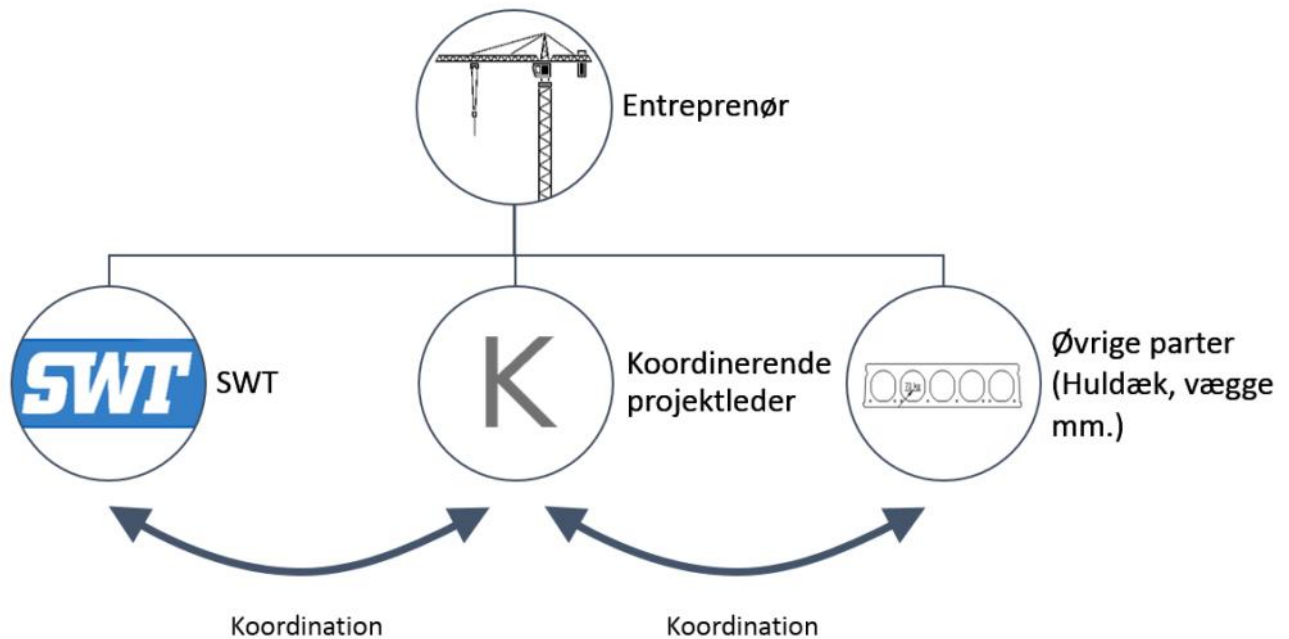 Entreprenør
SWT
SWT
K
Koordinerende
projektleder
Øvrige parter
(Huldæk, vægge
mm.)
Koordination
Koordination